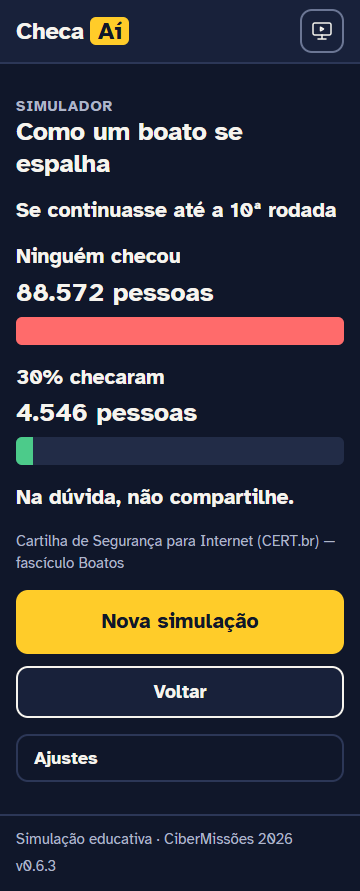 Checa Aí
SIMULADOR
Como um boato se
espalha
Se continuasse até a 10ª rodada
Ninguém checou
88.572 pessoas
30% checaram
4.546 pessoas
Na dúvida, não compartilhe.
Cartilha de Segurança para Internet (CERT.br) —
fascículo Boatos
Nova simulação
Voltar
Ajustes
Simulação educativa · CiberMissões 2026
v0.6.3